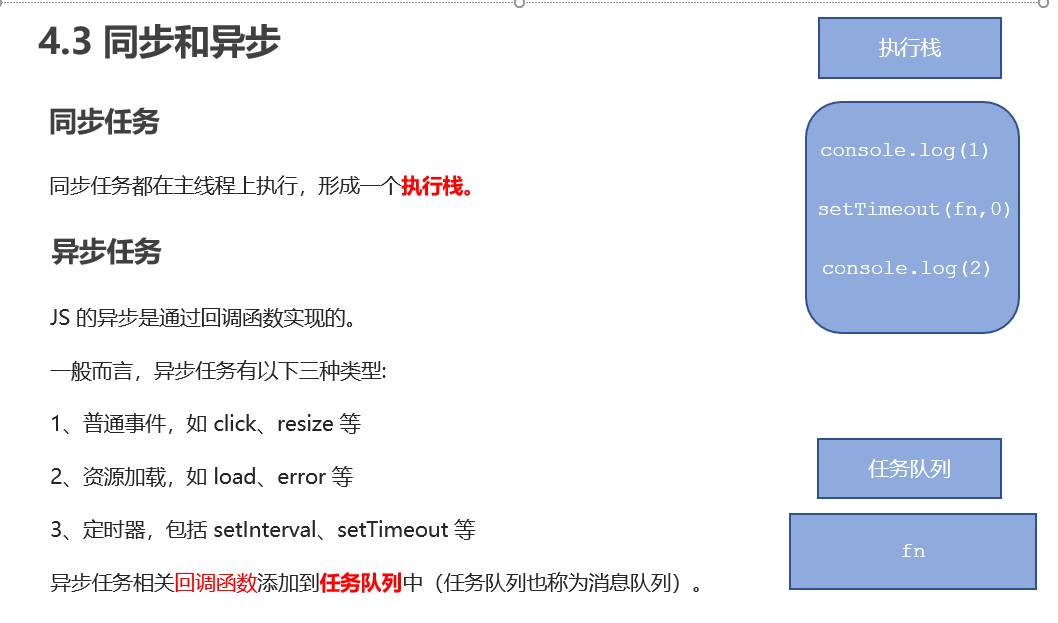 4.3 同步和异步
同步任务
同步任务都在主线程上执行，形成一个执行栈。
异步任务
JS 的异步是通过回调函数实现的。
一般而言，异步任务有以下三种类型:
1、普通事件，如 click、resize 等
2、资源加载，如 load、error 等
3、定时器，包括 setInterval、setTimeout 等
异步任务相关回调函数添加到任务队列中（任务队列也称为消息队列）。
执行栈
console.log(1)
setTimeout(fn,0)
console.log(2)
任务队列
fn